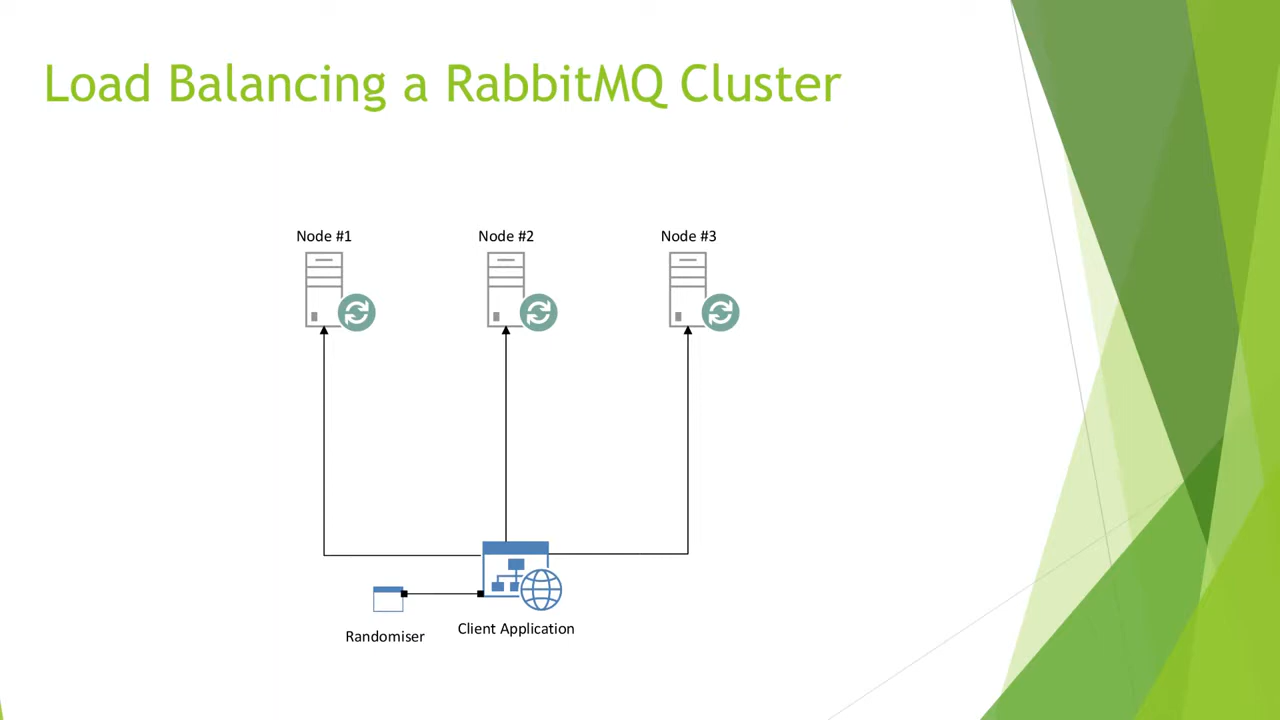 Load Balancing a RabbitMQ Cluster
Node #1
Node #2
Node #3
Randomiser
Client Application